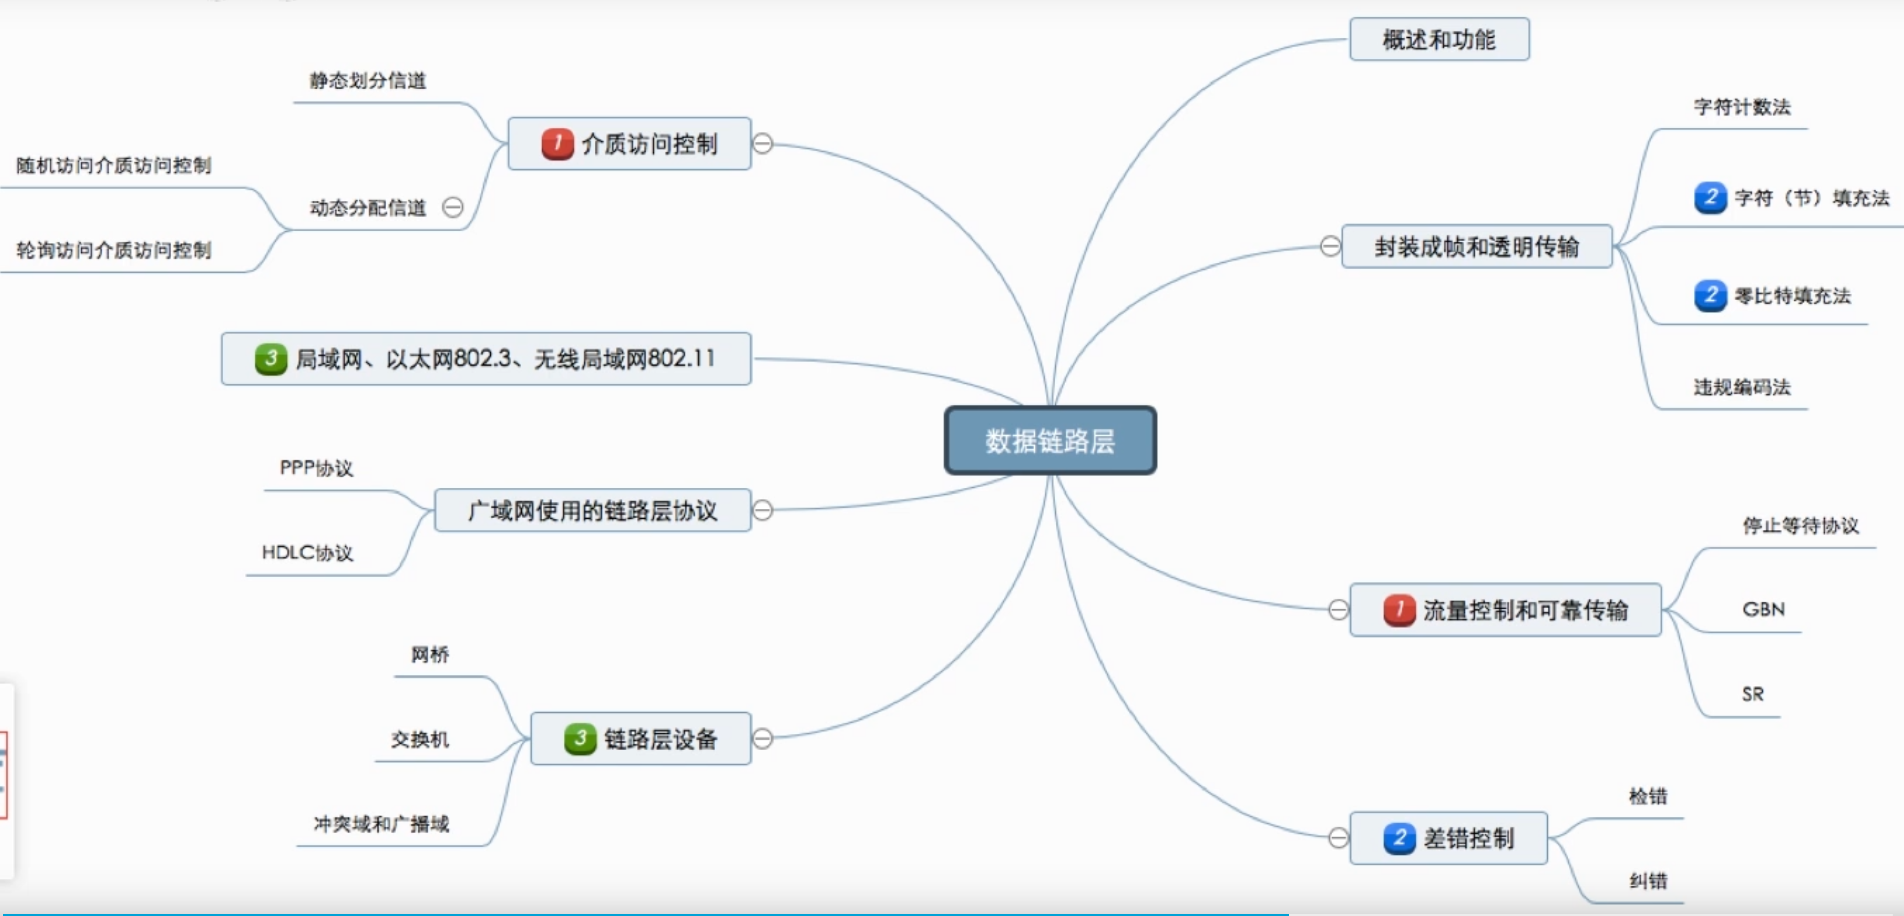 数据链路层
概述和功能
封装成帧和透明传输
字符计数法
2 字符（节）填充法
2 零比特填充法
违规编码法
1 流量控制和可靠传输
停止等待协议
GBN
SR
2 差错控制
检错
纠错
1 介质访问控制
静态划分信道
动态分配信道
随机访问介质访问控制
轮询访问介质访问控制
3 局域网、以太网802.3、无线局域网802.11
广域网使用的链路层协议
PPP协议
HDLC协议
3 链路层设备
网桥
交换机
冲突域和广播域